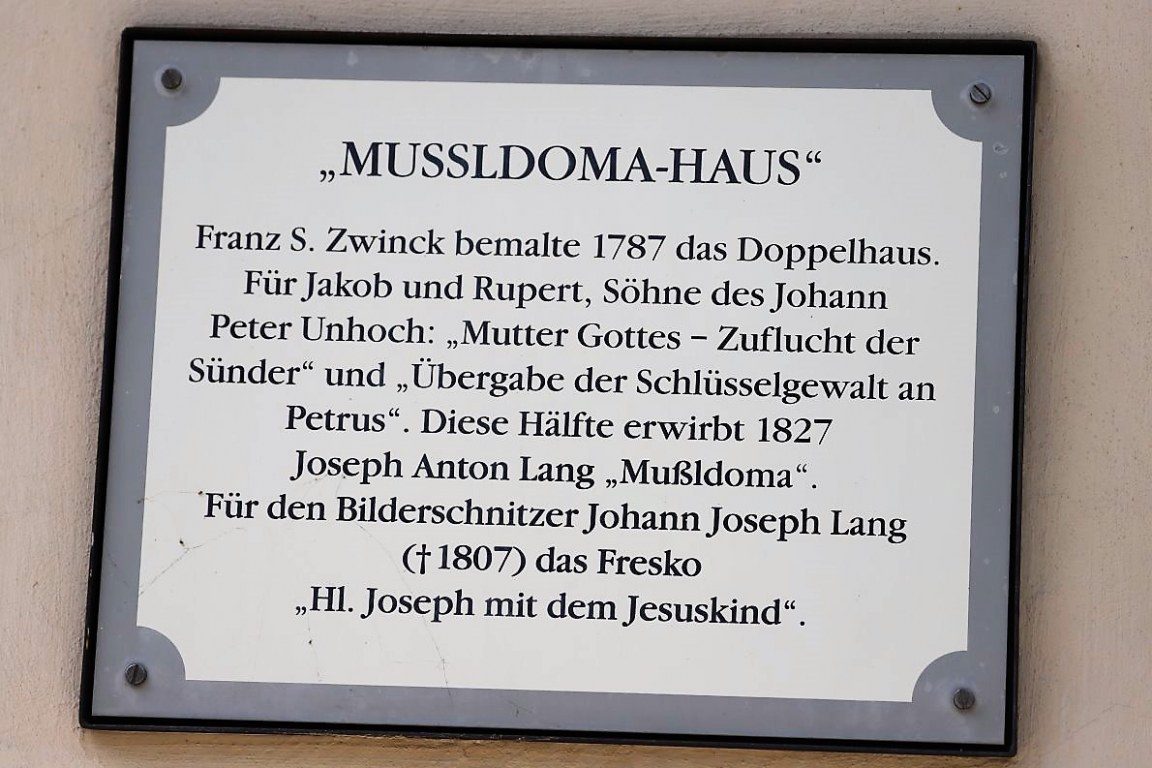 „MUSSLDOMA-HAUS“
Franz S. Zwinck bemalte 1787 das Doppelhaus.
Für Jakob und Rupert, Söhne des Johann
Peter Unhoch: „Mutter Gottes – Zuflucht der
Sünder“ und „Übergabe der Schlüsselgewalt an
Petrus“. Diese Hälfte erwirbt 1827
Joseph Anton Lang „Mußldoma“.
Für den Bilderschnitzer Johann Joseph Lang
(†1807) das Fresko
„Hl. Joseph mit dem Jesuskind“.